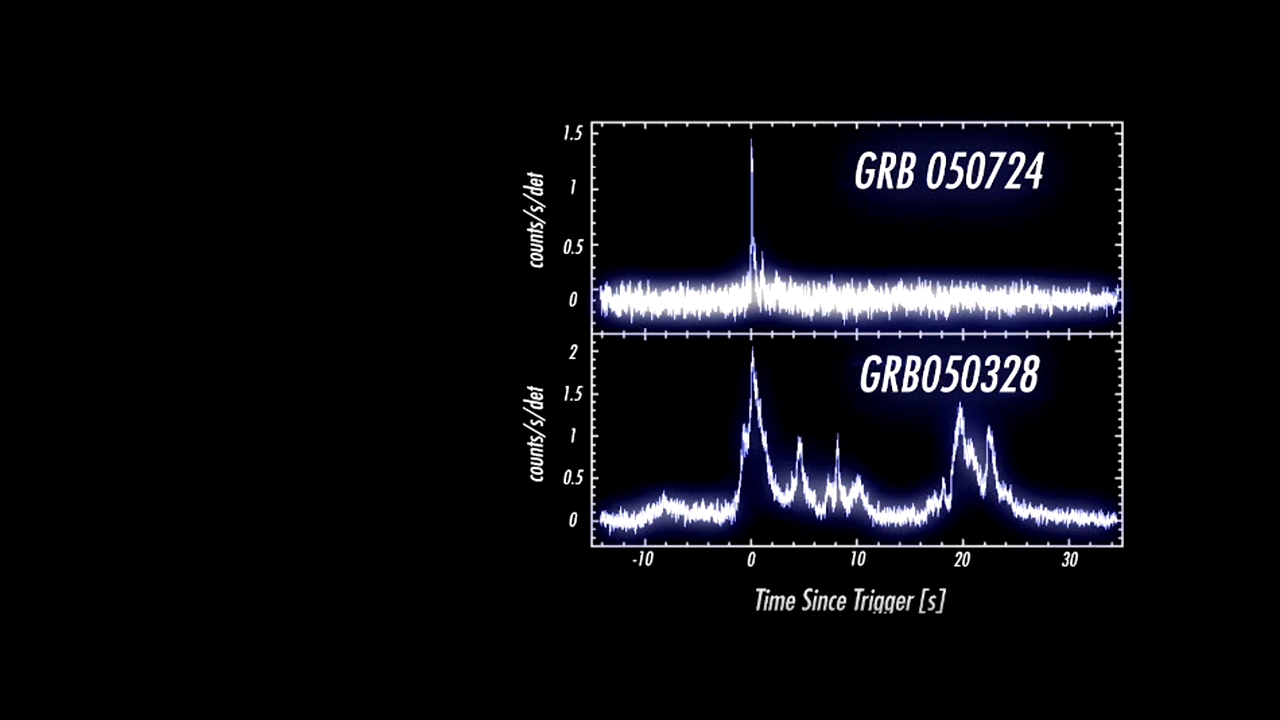 GRB 050724
counts/s/det
1.5
1
0.5
0
GRB050328
counts/s/det
2
1.5
1
0.5
0
-10 0 10 20 30
Time Since Trigger [s]